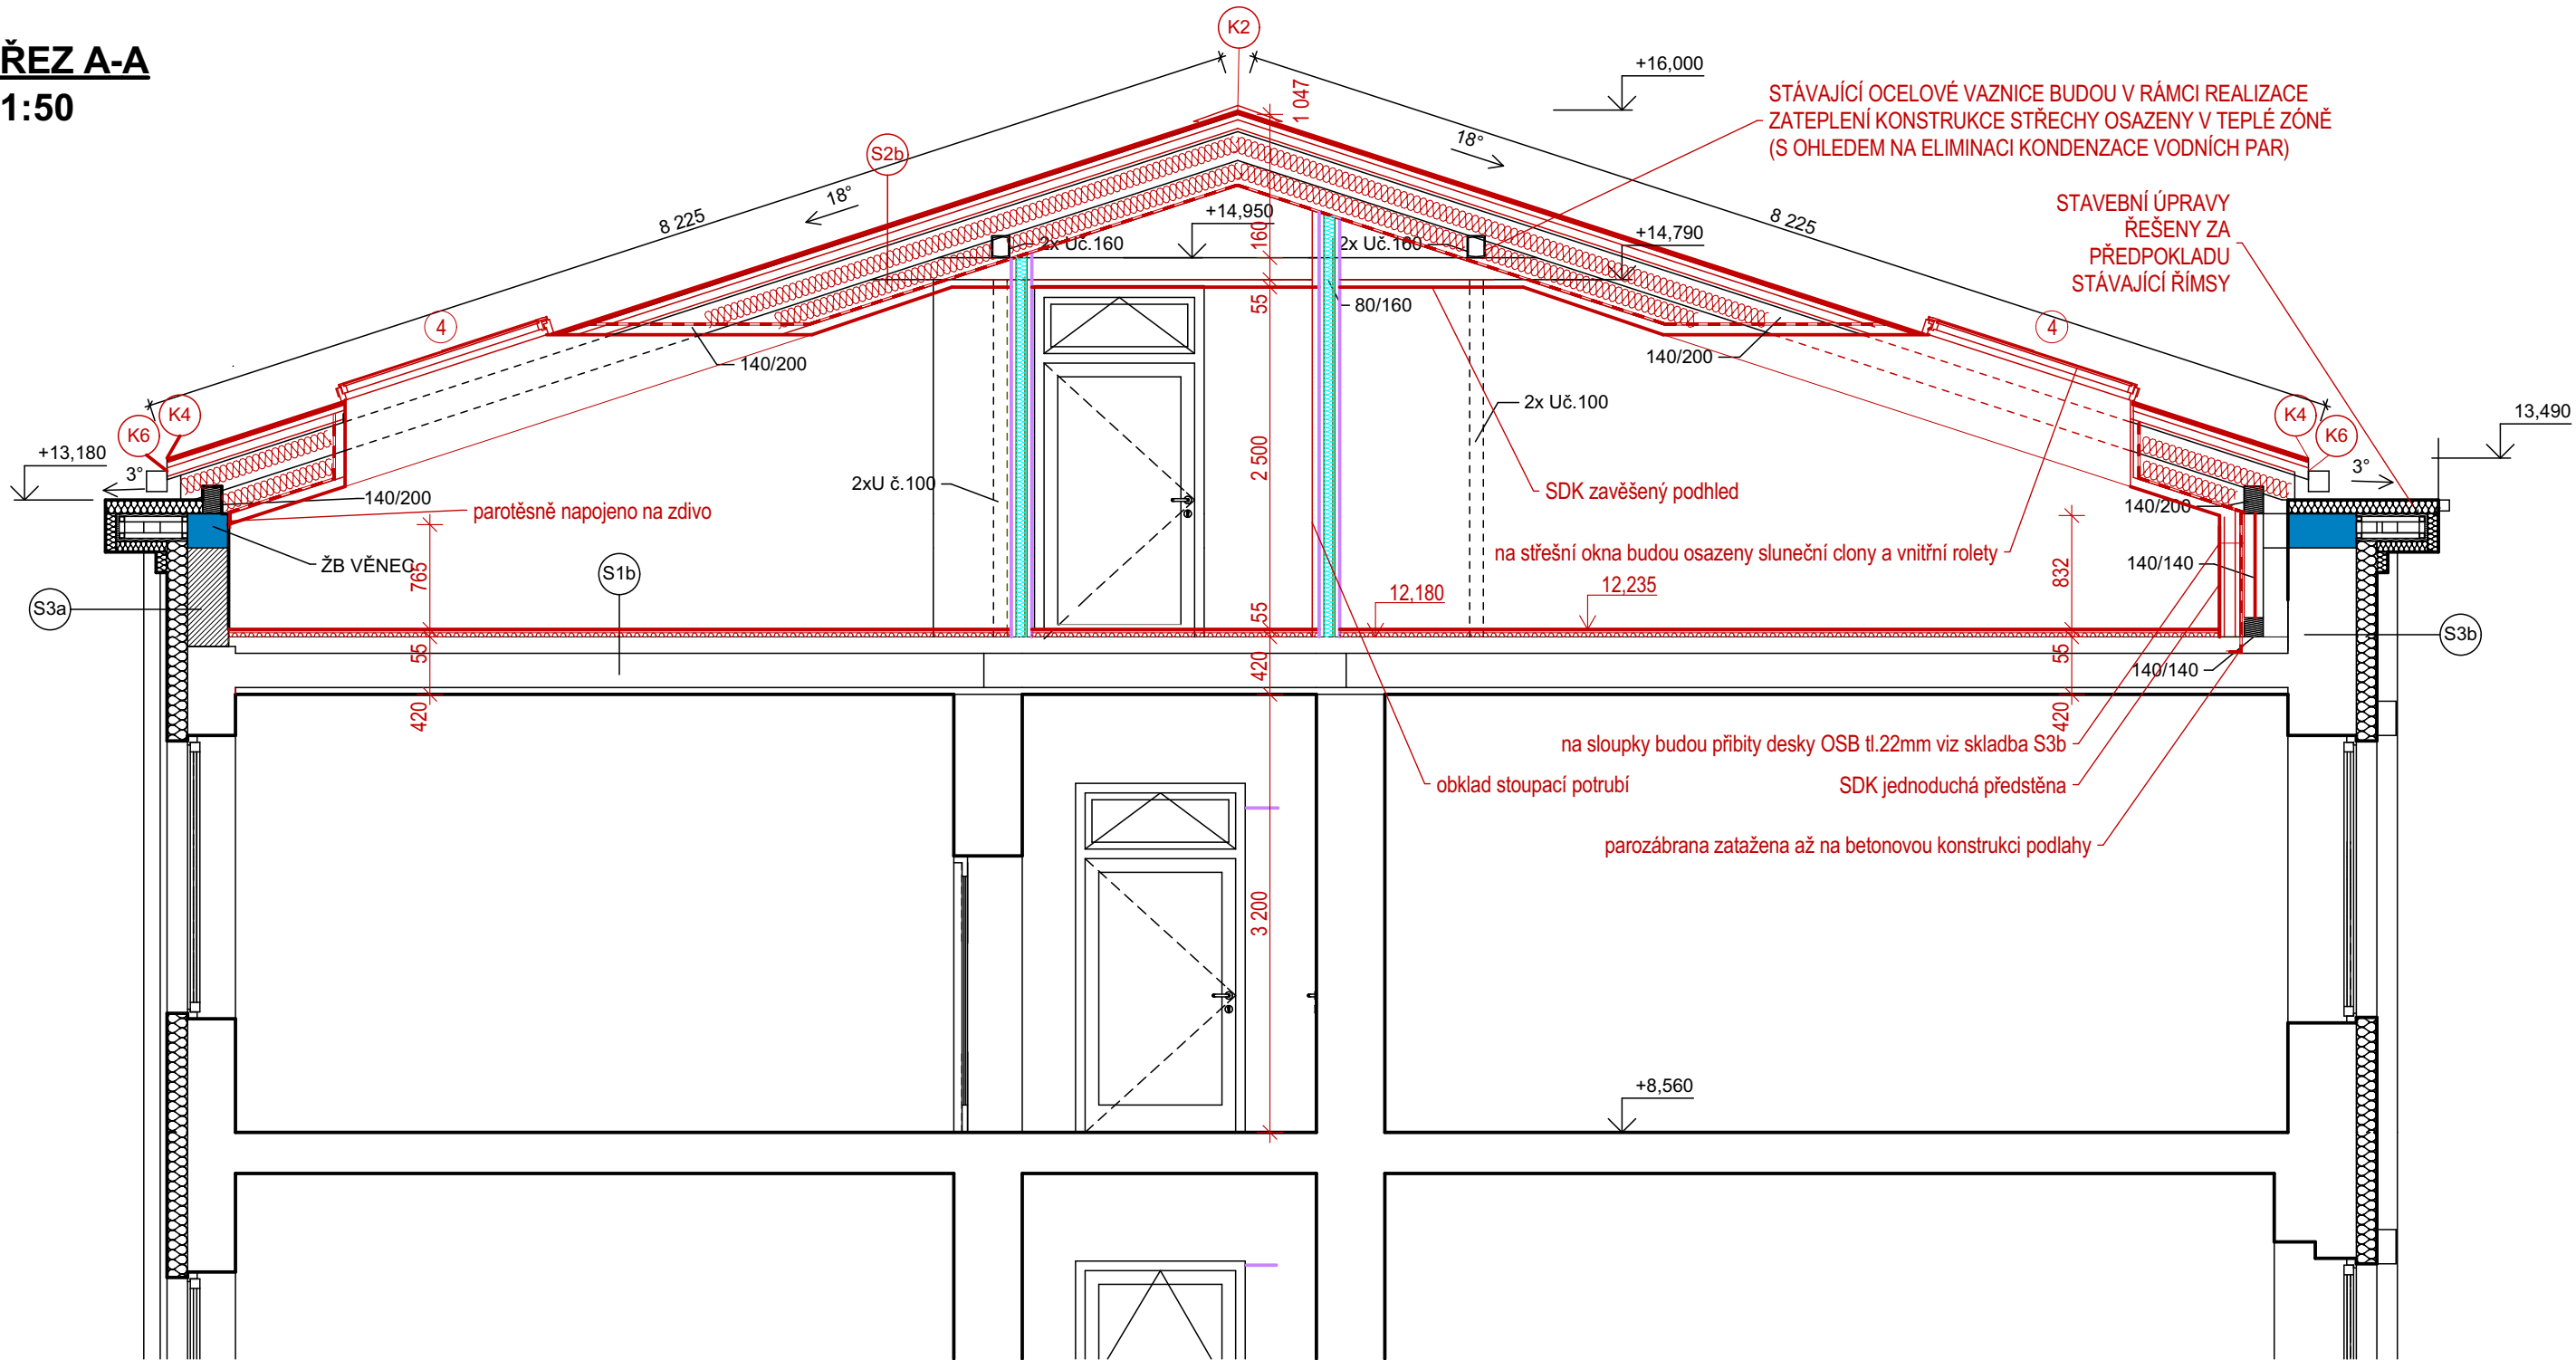 ŘEZ A-A
1:50
K2
+16,000
1 047
STÁVAJÍCÍ OCELOVÉ VAZNICE BUDOU V RÁMCI REALIZACE
ZATEPLENÍ KONSTRUKCE STŘECHY OSAZENY V TEPLÉ ZÓNĚ
(S OHLEDEM NA ELIMINACI KONDENZACE VODNÍCH PAR)
18°
S2b
18°
8 225
8 225
STAVEBNÍ ÚPRAVY
ŘEŠENY ZA
PŘEDPOKLADU
STÁVAJÍCÍ ŘÍMSY
+14,950
+14,790
160
2x Uč.160
2x Uč.160
55
80/160
4
4
140/200
140/200
2x Uč.100
K4
K6
K4
K6
13,490
+13,180
3°
3°
2 500
2xU č.100
SDK zavěšený podhled
140/200
140/200
parotěsně napojeno na zdivo
na střešní okna budou osazeny sluneční clony a vnitřní rolety
ŽB VĚNEC
765
S1b
832
140/140
12,180
12,235
S3a
55
S3b
55
420
55
140/140
420
420
na sloupky budou přibity desky OSB tl.22mm viz skladba S3b
obklad stoupací potrubí
SDK jednoduchá předstěna
parozábrana zatažena až na betonovou konstrukci podlahy
3 200
+8,560